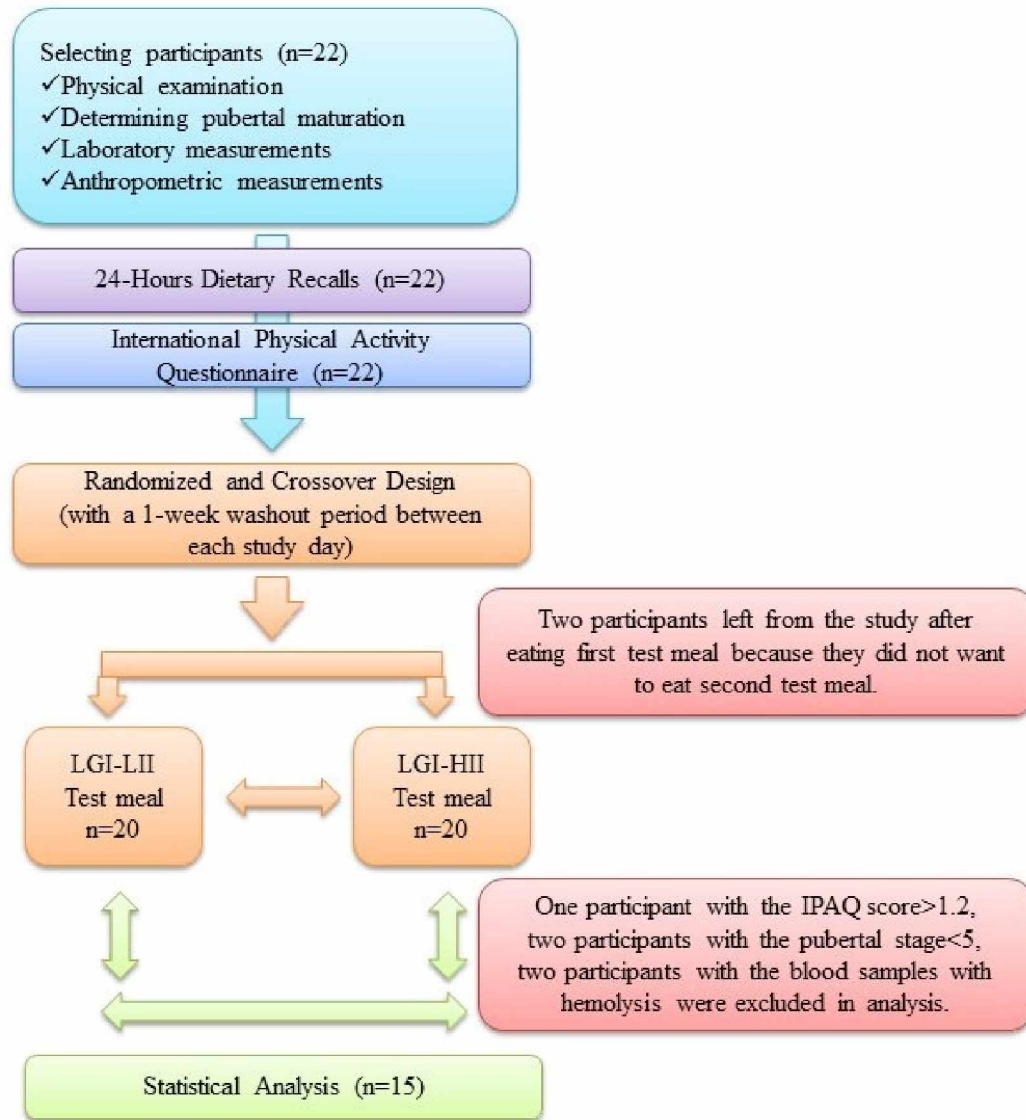 Selecting participants (n=22)
✓Physical examination
✓Determining pubertal maturation
✓Laboratory measurements
✓Anthropometric measurements
24-Hours Dietary Recalls (n=22)
International Physical Activity
Questionnaire (n=22)
Randomized and Crossover Design
(with a 1-week washout period between
each study day)
Two participants left from the study after
eating first test meal because they did not want
to eat second test meal.
LGI-LII
Test meal
n=20
LGI-HII
Test meal
n=20
One participant with the IPAQ score>1.2,
two participants with the pubertal stage<5,
two participants with the blood samples with
hemolysis were excluded in analysis.
Statistical Analysis (n=15)